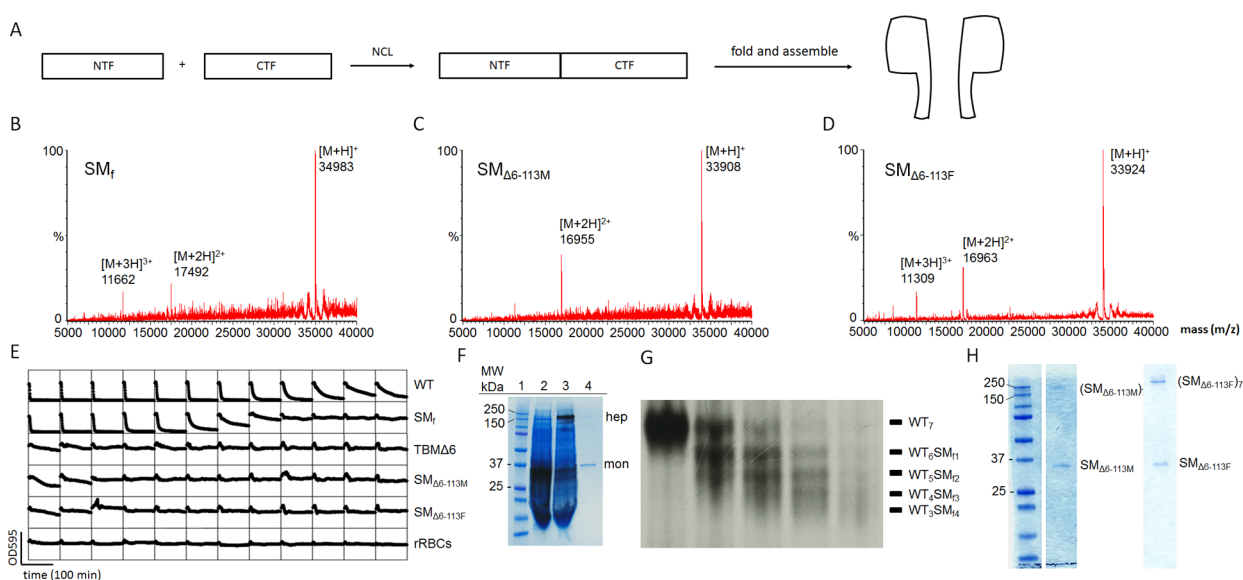 A
NTF
+
CTF
NCL
NTF
CTF
fold and assemble
B
100
%
0
SMf
[M+3H]3+
11662
[M+2H]2+
17492
[M+H]+
34983
5000 10000 15000 20000 25000 30000 35000 40000
C
100
%
0
SMΔ6-113M
[M+2H]2+
16955
[M+H]+
33908
5000 10000 15000 20000 25000 30000 35000 40000
D
100
%
0
SMΔ6-113F
[M+3H]3+
11309
[M+2H]2+
16963
[M+H]+
33924
5000 10000 15000 20000 25000 30000 35000 40000
mass (m/z)
E
WT
SMf
TBMΔ6
SMΔ6-113M
SMΔ6-113F
rRBCs
OD595
time (100 min)
F
MW
kDa 1 2 3 4
250
150
37
25
hep
mon
G
WT7
WT6SMf1
WT5SMf2
WT4SMf3
WT3SMf4
H
250
150
37
25
(SMΔ6-113M)
SMΔ6-113M
(SMΔ6-113F)7
SMΔ6-113F